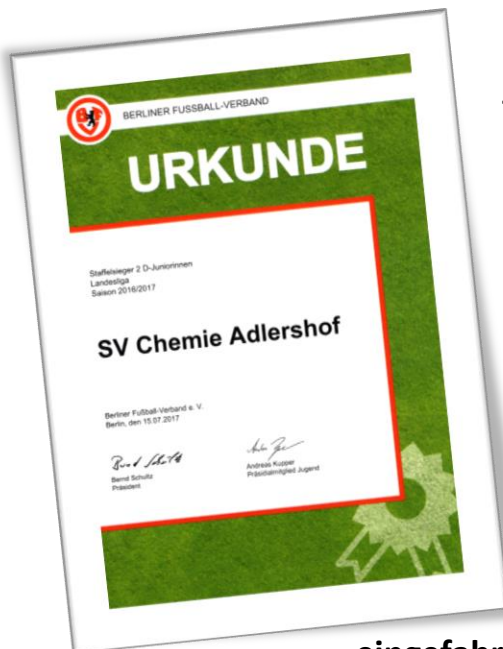 BERLINER FUSSBALL-VERBAND
URKUNDE
Staffelsieger 2 D-Juniorinnen
Landesliga
Saison 2016/2017
SV Chemie Adlershof
Berliner Fußball-Verband e. V.
Berlin, den 15.07.2017
Bernd Schultz
Präsident
Andreas Kupper
Präsidialmitglied Jugend